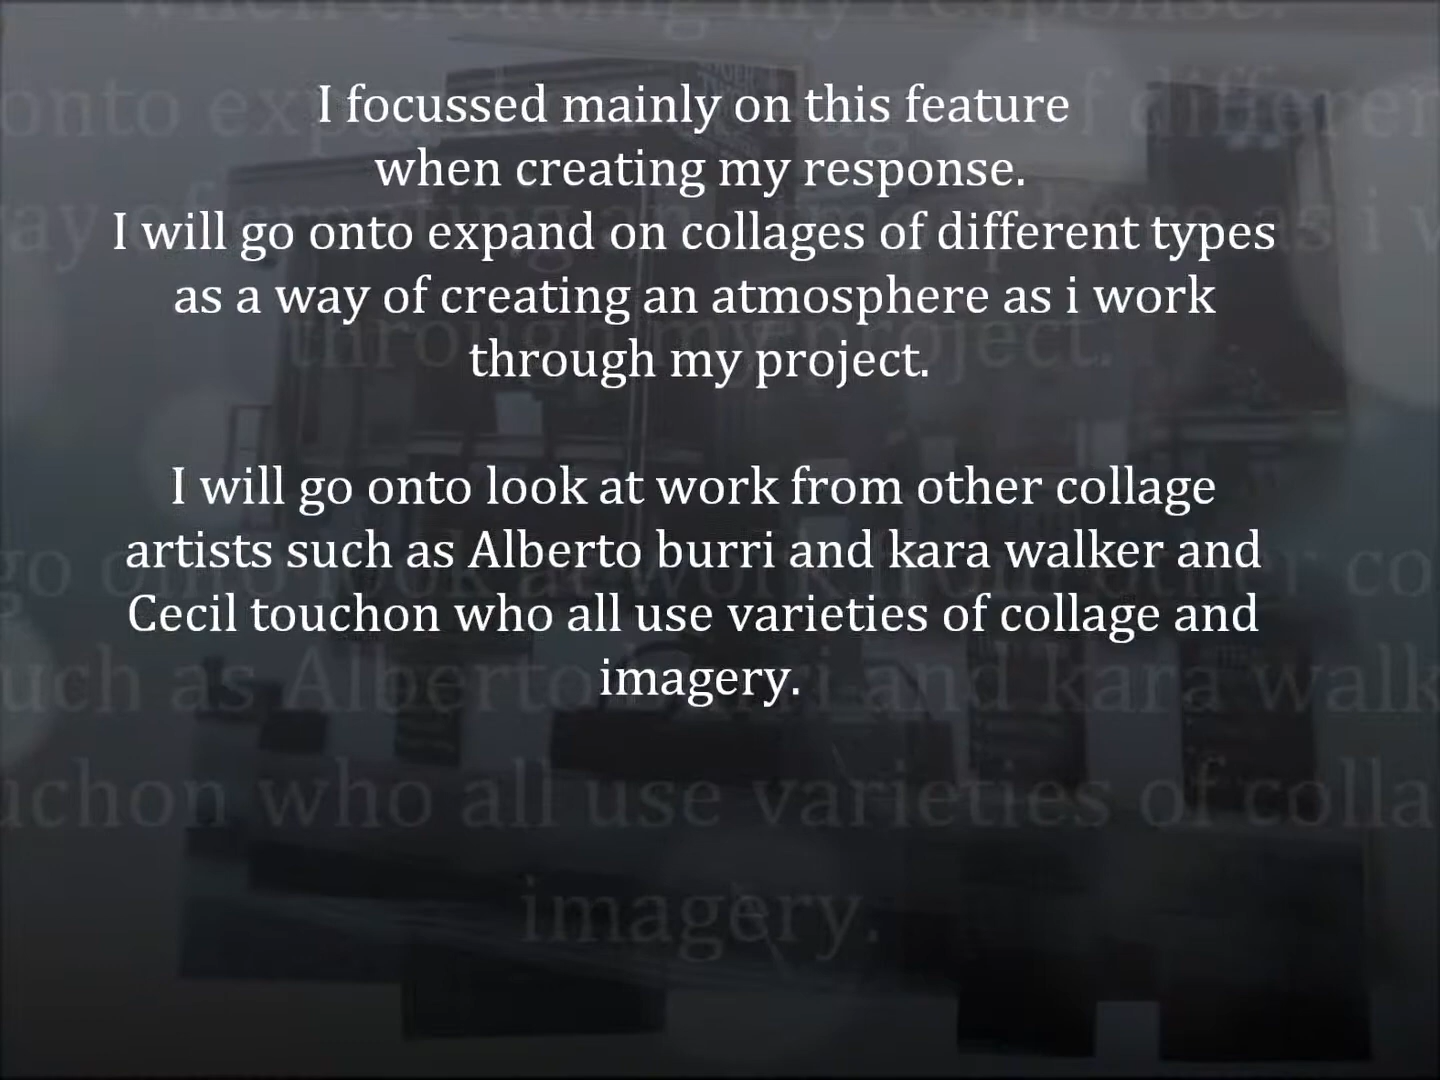 I focussed mainly on this feature
when creating my response.
I will go onto expand on collages of different types
as a way of creating an atmosphere as i work
through my project.
I will go onto look at work from other collage
artists such as Alberto burri and kara walker and
Cecil touchon who all use varieties of collage and
imagery.